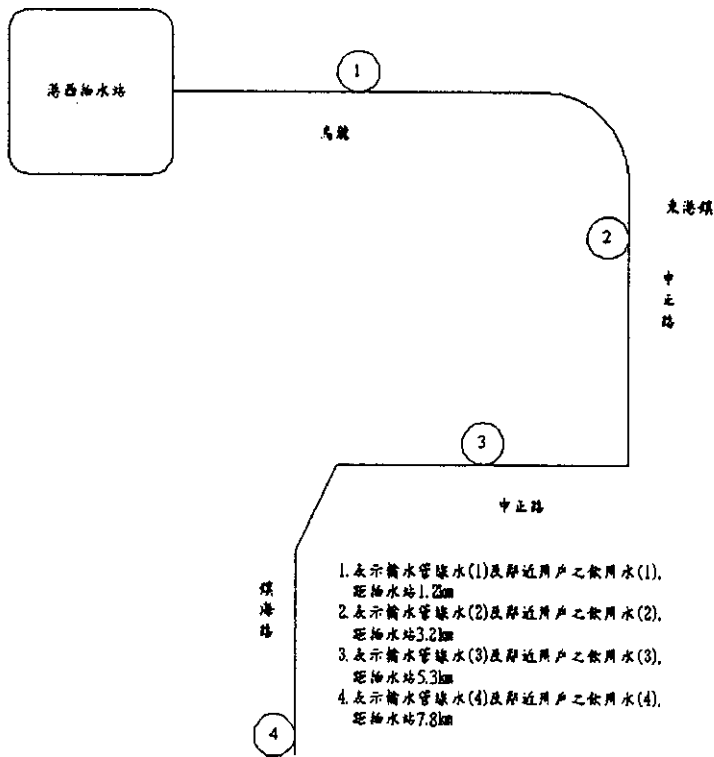 港西抽水站
1
烏龍
2
東港鎮
中正路
3
中正路
鎮海路
4
1. 表示輸水管線水(1)及鄰近用戶之飲用水(1),
距抽水站1.2km
2. 表示輸水管線水(2)及鄰近用戶之飲用水(2),
距抽水站3.2km
3. 表示輸水管線水(3)及鄰近用戶之飲用水(3),
距抽水站5.3km
4. 表示輸水管線水(4)及鄰近用戶之飲用水(4),
距抽水站7.8km